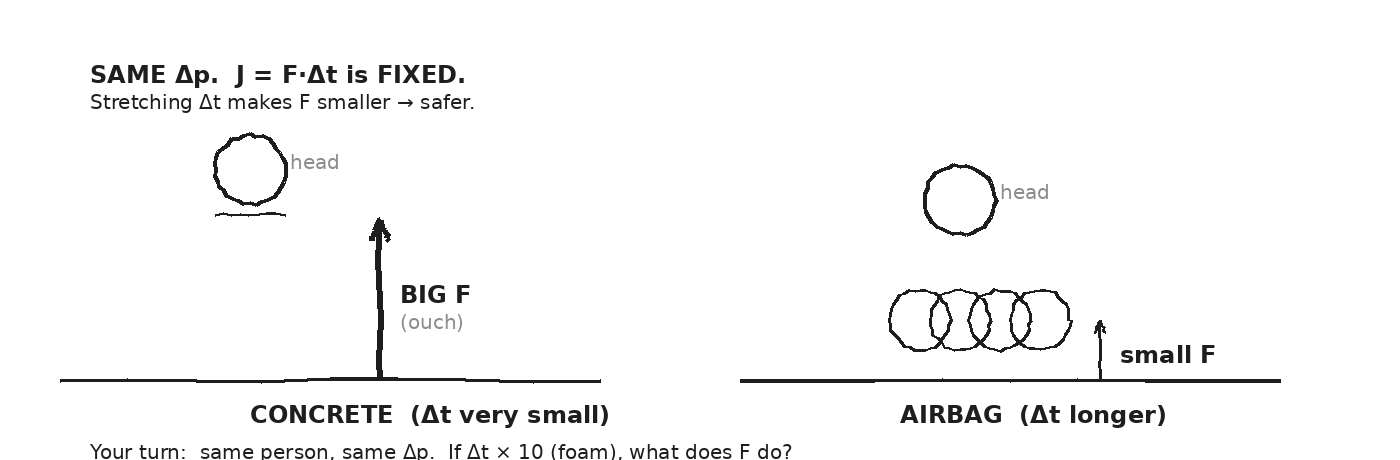 SAME Δp.  J = F·Δt is FIXED.
Stretching Δt makes F smaller → safer.
head
head
BIG F
(ouch)
small F
CONCRETE  (Δt very small)
AIRBAG  (Δt longer)
Your turn:  same person, same Δp.  If Δt × 10 (foam), what does F do?